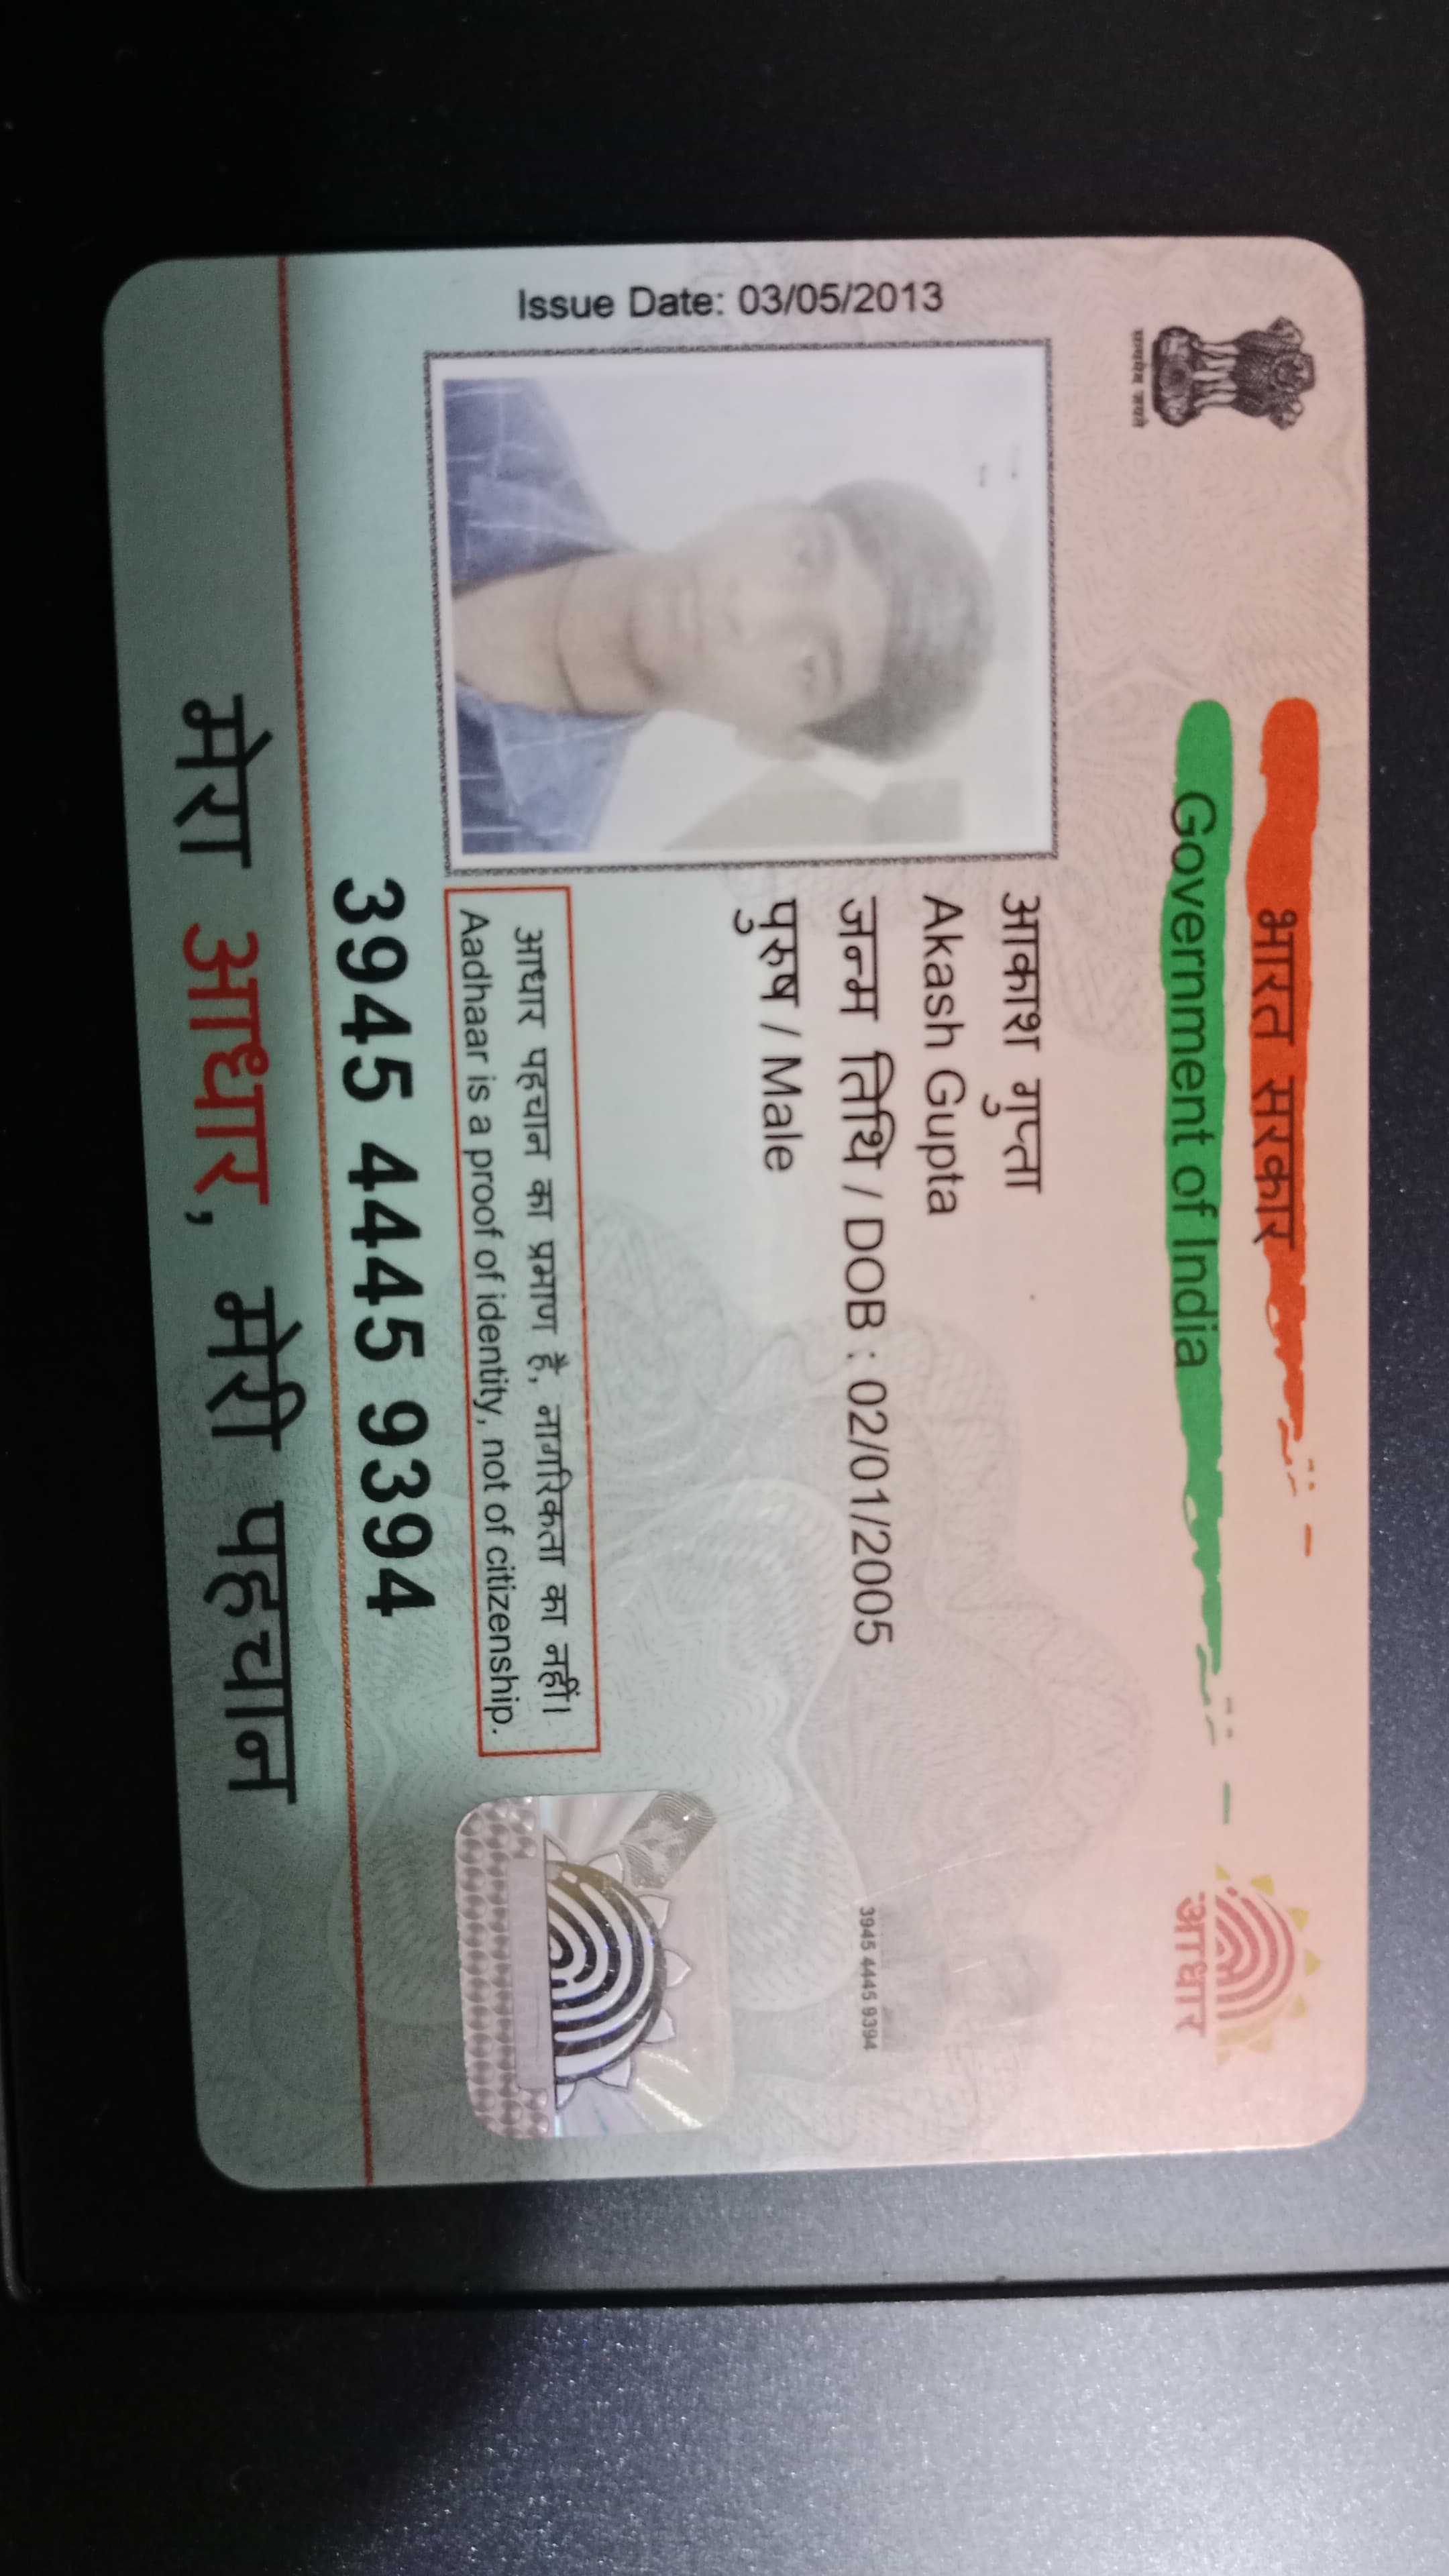 भारत सरकार
Government of India
सत्यमेव जयते
आधार
Issue Date: 03/05/2013
आकाश गुप्ता
Akash Gupta
जन्म तिथि / DOB : 02/01/2005
पुरुष / Male
3945 4445 9394
आधार पहचान का प्रमाण है, नागरिकता का नहीं।
Aadhaar is a proof of identity, not of citizenship.
3945 4445 9394
मेरा आधार, मेरी पहचान